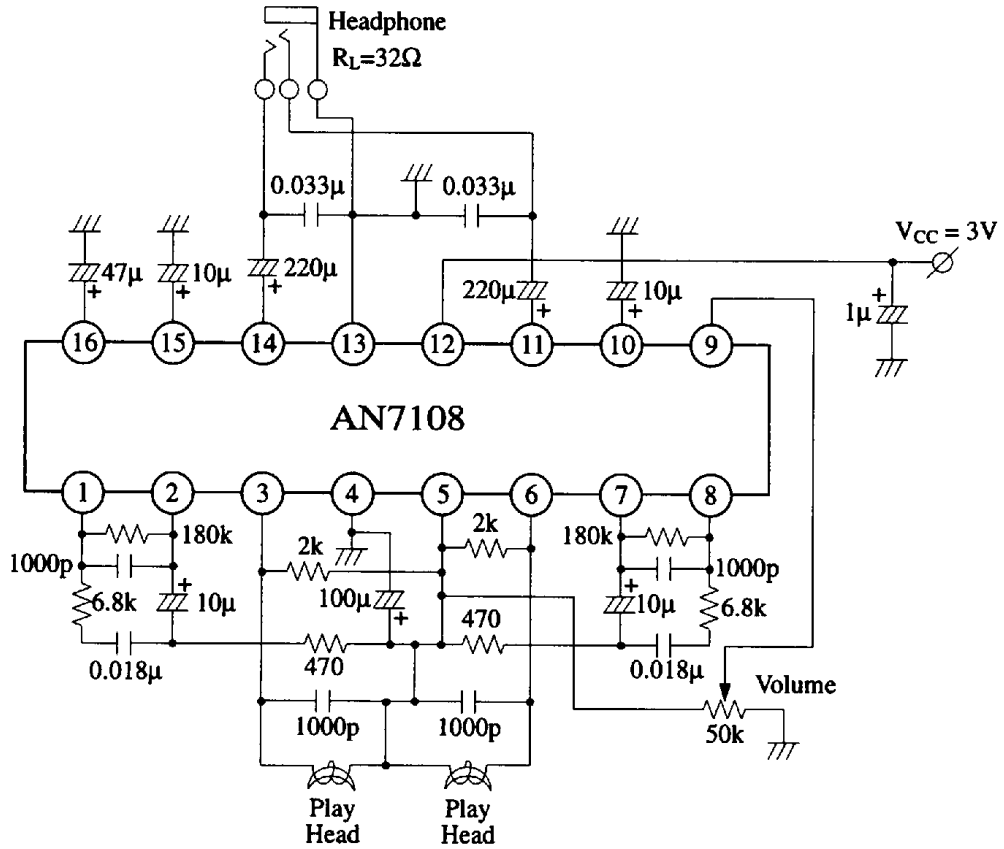 Headphone
R_L=32Ω
0.033μ
0.033μ
V_CC = 3V
47μ
+
10μ
+
220μ
+
220μ
+
10μ
+
+
1μ
16
15
14
13
12
11
10
9
AN7108
1
2
3
4
5
6
7
8
180k
2k
2k
180k
1000p
+
1000p
6.8k
10μ
100μ
+
+
10μ
6.8k
470
470
0.018μ
0.018μ
Volume
50k
1000p
1000p
Play
Head
Play
Head